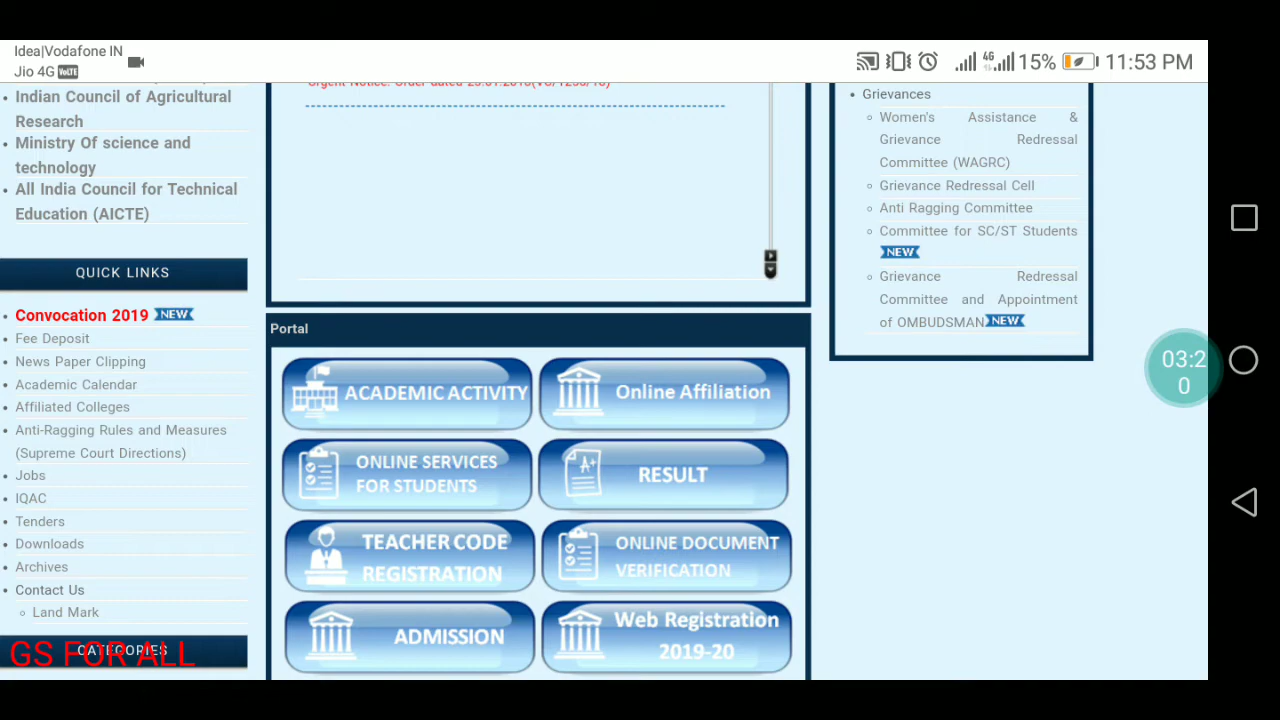 Idea|Vodafone IN
Jio 4G VoLTE
4G
15%
11:53 PM
Indian Council of Agricultural
Research
Ministry Of science and
technology
All India Council for Technical
Education (AICTE)
QUICK LINKS
Convocation 2019 NEW
Fee Deposit
News Paper Clipping
Academic Calendar
Affiliated Colleges
Anti-Ragging Rules and Measures
(Supreme Court Directions)
Jobs
IQAC
Tenders
Downloads
Archives
Contact Us
Land Mark
CATEGORIES
GS FOR ALL
Portal
ACADEMIC ACTIVITY
Online Affiliation
ONLINE SERVICES
FOR STUDENTS
RESULT
A+
TEACHER CODE
REGISTRATION
ONLINE DOCUMENT
VERIFICATION
ADMISSION
Web Registration
2019-20
Grievances
Women's Assistance &
Grievance Redressal
Committee (WAGRC)
Grievance Redressal Cell
Anti Ragging Committee
Committee for SC/ST Students
NEW
Grievance Redressal
Committee and Appointment
of OMBUDSMAN NEW
03:2
0